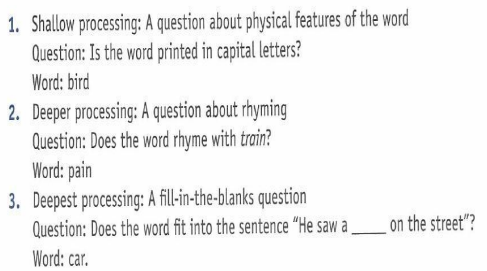 1. Shallow processing: A question about physical features of the word
Question: Is the word printed in capital letters?
Word: bird
2. Deeper processing: A question about rhyming
Question: Does the word rhyme with train?
Word: pain
3. Deepest processing: A fill-in-the-blanks question
Question: Does the word fit into the sentence “He saw a _____ on the street”?
Word: car.